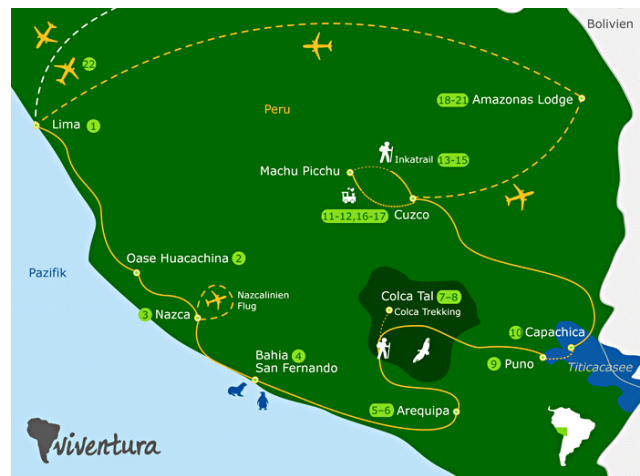 Bolivien
22
18-21 Amazonas Lodge
Peru
Lima 1
Inkatrail 13-15
Machu Picchu
11-12,16-17 Cuzco
Oase Huacachina 2
Pazifik
Nazcalinien
Flug
Colca Tal 7-8
Colca Trekking
3 Nazca
10 Capachica
Bahia 4
San Fernando
9 Puno
Titicacasee
5-6 Arequipa
viventura